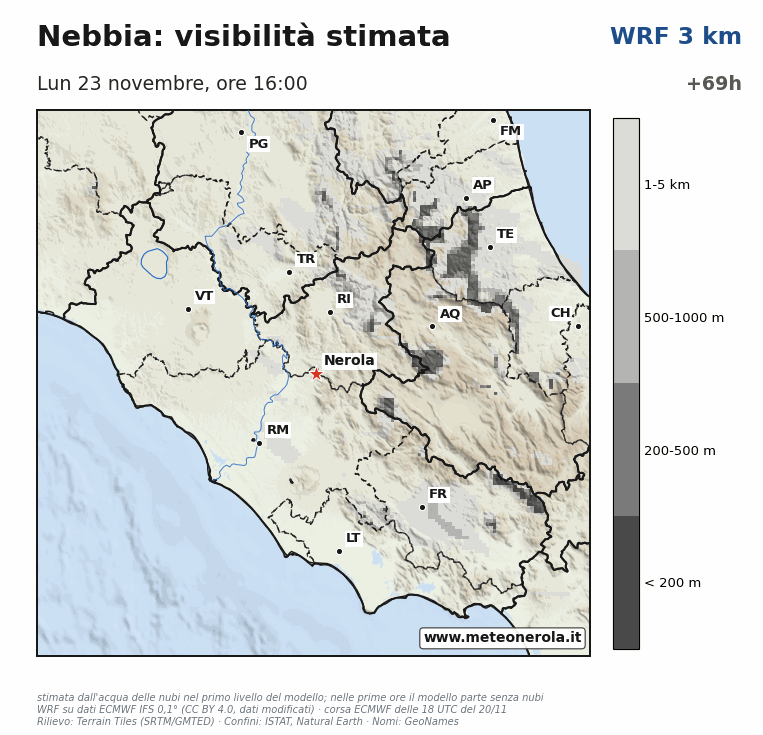 Nebbia: visibilità stimata
WRF 3 km
Lun 23 novembre, ore 16:00
+69h
FM
PG
AP
TE
TR
VT
RI
AQ
CH
Nerola
RM
FR
LT
www.meteonerola.it
1-5 km
500-1000 m
200-500 m
< 200 m
stimata dall'acqua delle nubi nel primo livello del modello; nelle prime ore il modello parte senza nubi
WRF su dati ECMWF IFS 0,1° (CC BY 4.0, dati modificati) · corsa ECMWF delle 18 UTC del 20/11
Rilievo: Terrain Tiles (SRTM/GMTED) · Confini: ISTAT, Natural Earth · Nomi: GeoNames